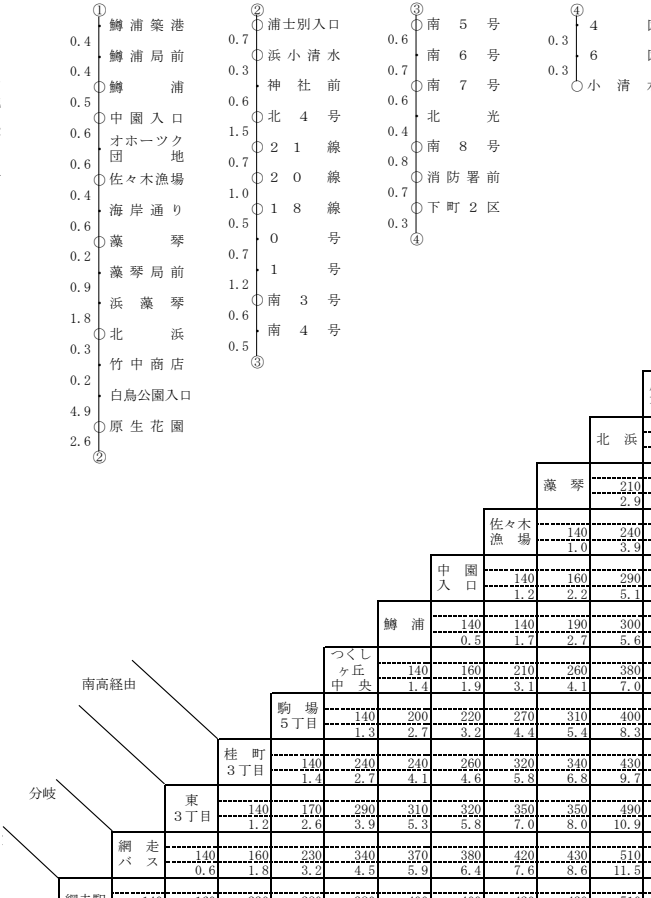 ①
鱒浦築港
0.4
鱒浦局前
0.4
鱒浦
0.5
中園入口
0.6
オホーツク
団地
0.6
佐々木漁場
0.4
海岸通り
0.6
藻琴
0.2
藻琴局前
0.9
浜藻琴
1.8
北浜
0.3
竹中商店
0.2
白鳥公園入口
4.9
原生花園
2.6
②
②
浦士別入口
0.7
浜小清水
0.3
神社前
0.6
北4号
1.5
21線
0.7
20線
1.0
18線
0.5
0号
0.7
1号
1.2
南3号
0.6
南4号
0.5
③
③
南5号
0.6
南6号
0.7
南7号
0.6
北光
0.4
南8号
0.8
消防署前
0.7
下町2区
0.3
④
④
4
0.3
6
0.3
小清
北浜
藻琴 210
2.9
佐々木
漁場 140 240
1.0 3.9
中園
入口 140 160 290
1.2 2.2 5.1
鱒浦 140 140 190 300
0.5 1.7 2.7 5.6
つくし
ヶ丘
中央 140 160 210 260 380
1.4 1.9 3.1 4.1 7.0
南高経由
駒場
5丁目 140 200 220 270 310 400
1.3 2.7 3.2 4.4 5.4 8.3
桂町
3丁目 140 240 240 260 320 340 430
1.4 2.7 4.1 4.6 5.8 6.8 9.7
分岐
東
3丁目 140 170 290 310 320 350 350 490
1.2 2.6 3.9 5.3 5.8 7.0 8.0 10.9
網走
バス 140 160 230 340 370 380 420 430 510
0.6 1.8 3.2 4.5 5.9 6.4 7.6 8.6 11.5